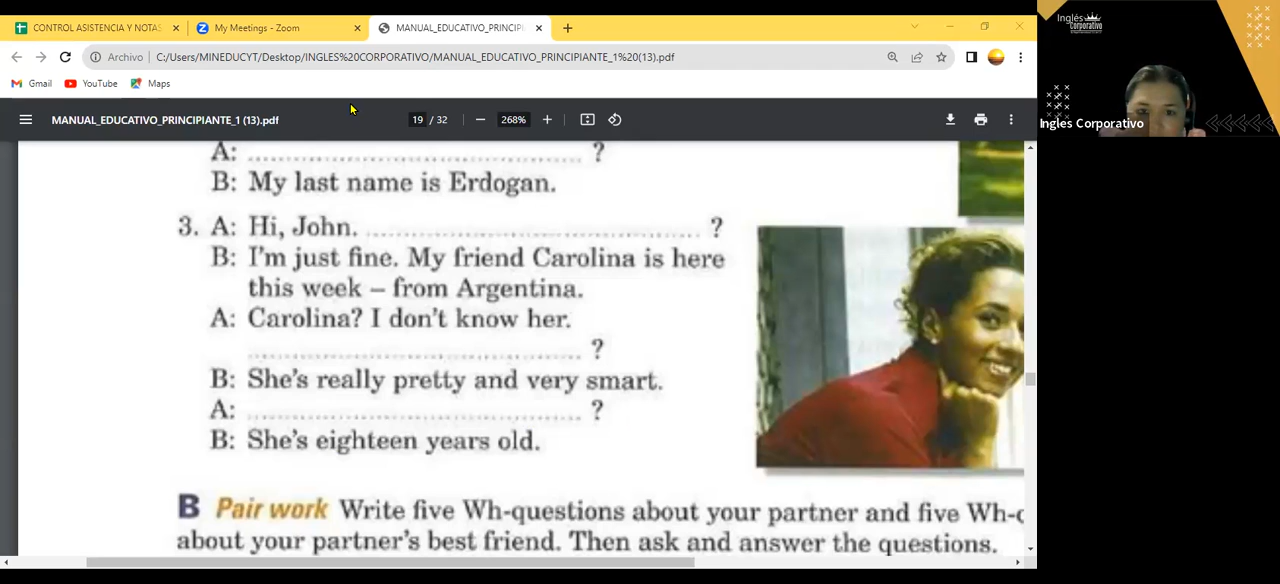 CONTROL ASISTENCIA Y NOTAS
My Meetings - Zoom
MANUAL_EDUCATIVO_PRINCIPI
Archivo
C:/Users/MINEDUCYT/Desktop/INGLES%20CORPORATIVO/MANUAL_EDUCATIVO_PRINCIPIANTE_1%20(13).pdf
Gmail
YouTube
Maps
MANUAL_EDUCATIVO_PRINCIPIANTE_1 (13).pdf
19 / 32
268%
A: ........................................ ?
B: My last name is Erdogan.
3. A: Hi, John. ........................................ ?
B: I'm just fine. My friend Carolina is here
this week – from Argentina.
A: Carolina? I don't know her.
........................................ ?
B: She's really pretty and very smart.
A: ........................................ ?
B: She's eighteen years old.
B Pair work Write five Wh-questions about your partner and five Wh-
about your partner's best friend. Then ask and answer the questions.
Inglés
Corporativo
Ingles Corporativo